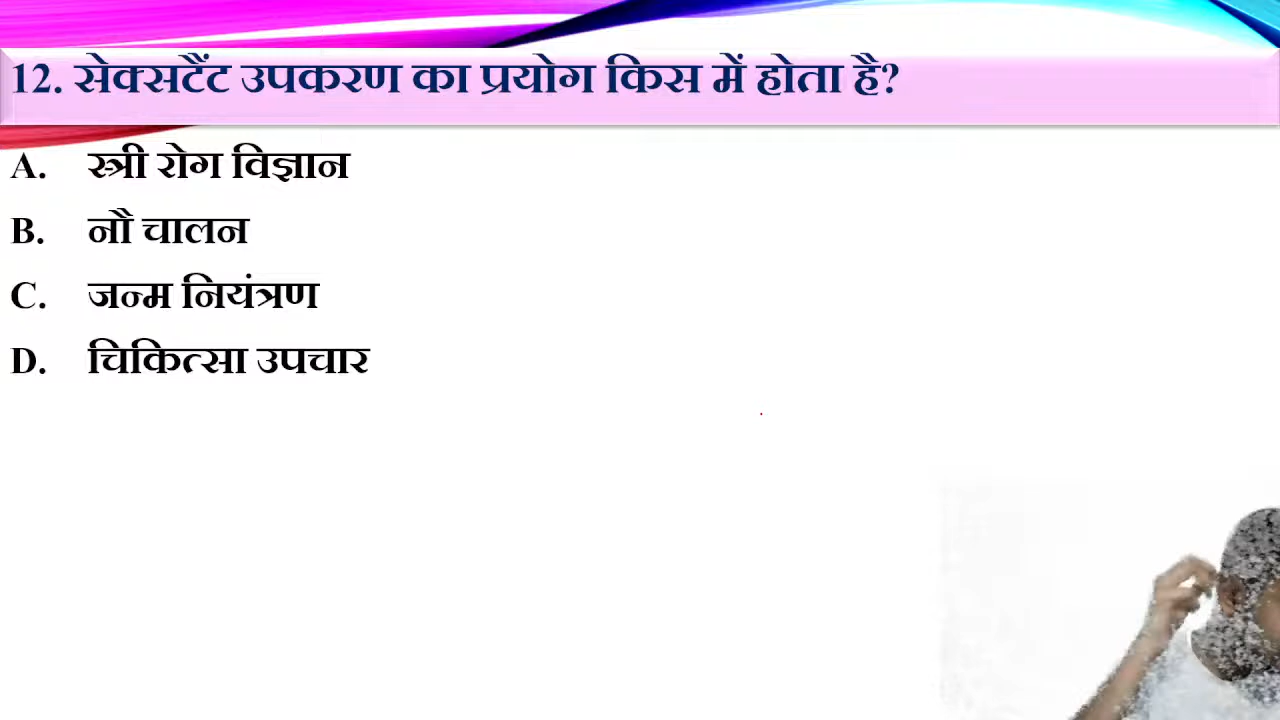 12. सेक्सटैंट उपकरण का प्रयोग किस में होता है?
A. स्त्री रोग विज्ञान
B. नौ चालन
C. जन्म नियंत्रण
D. चिकित्सा उपचार